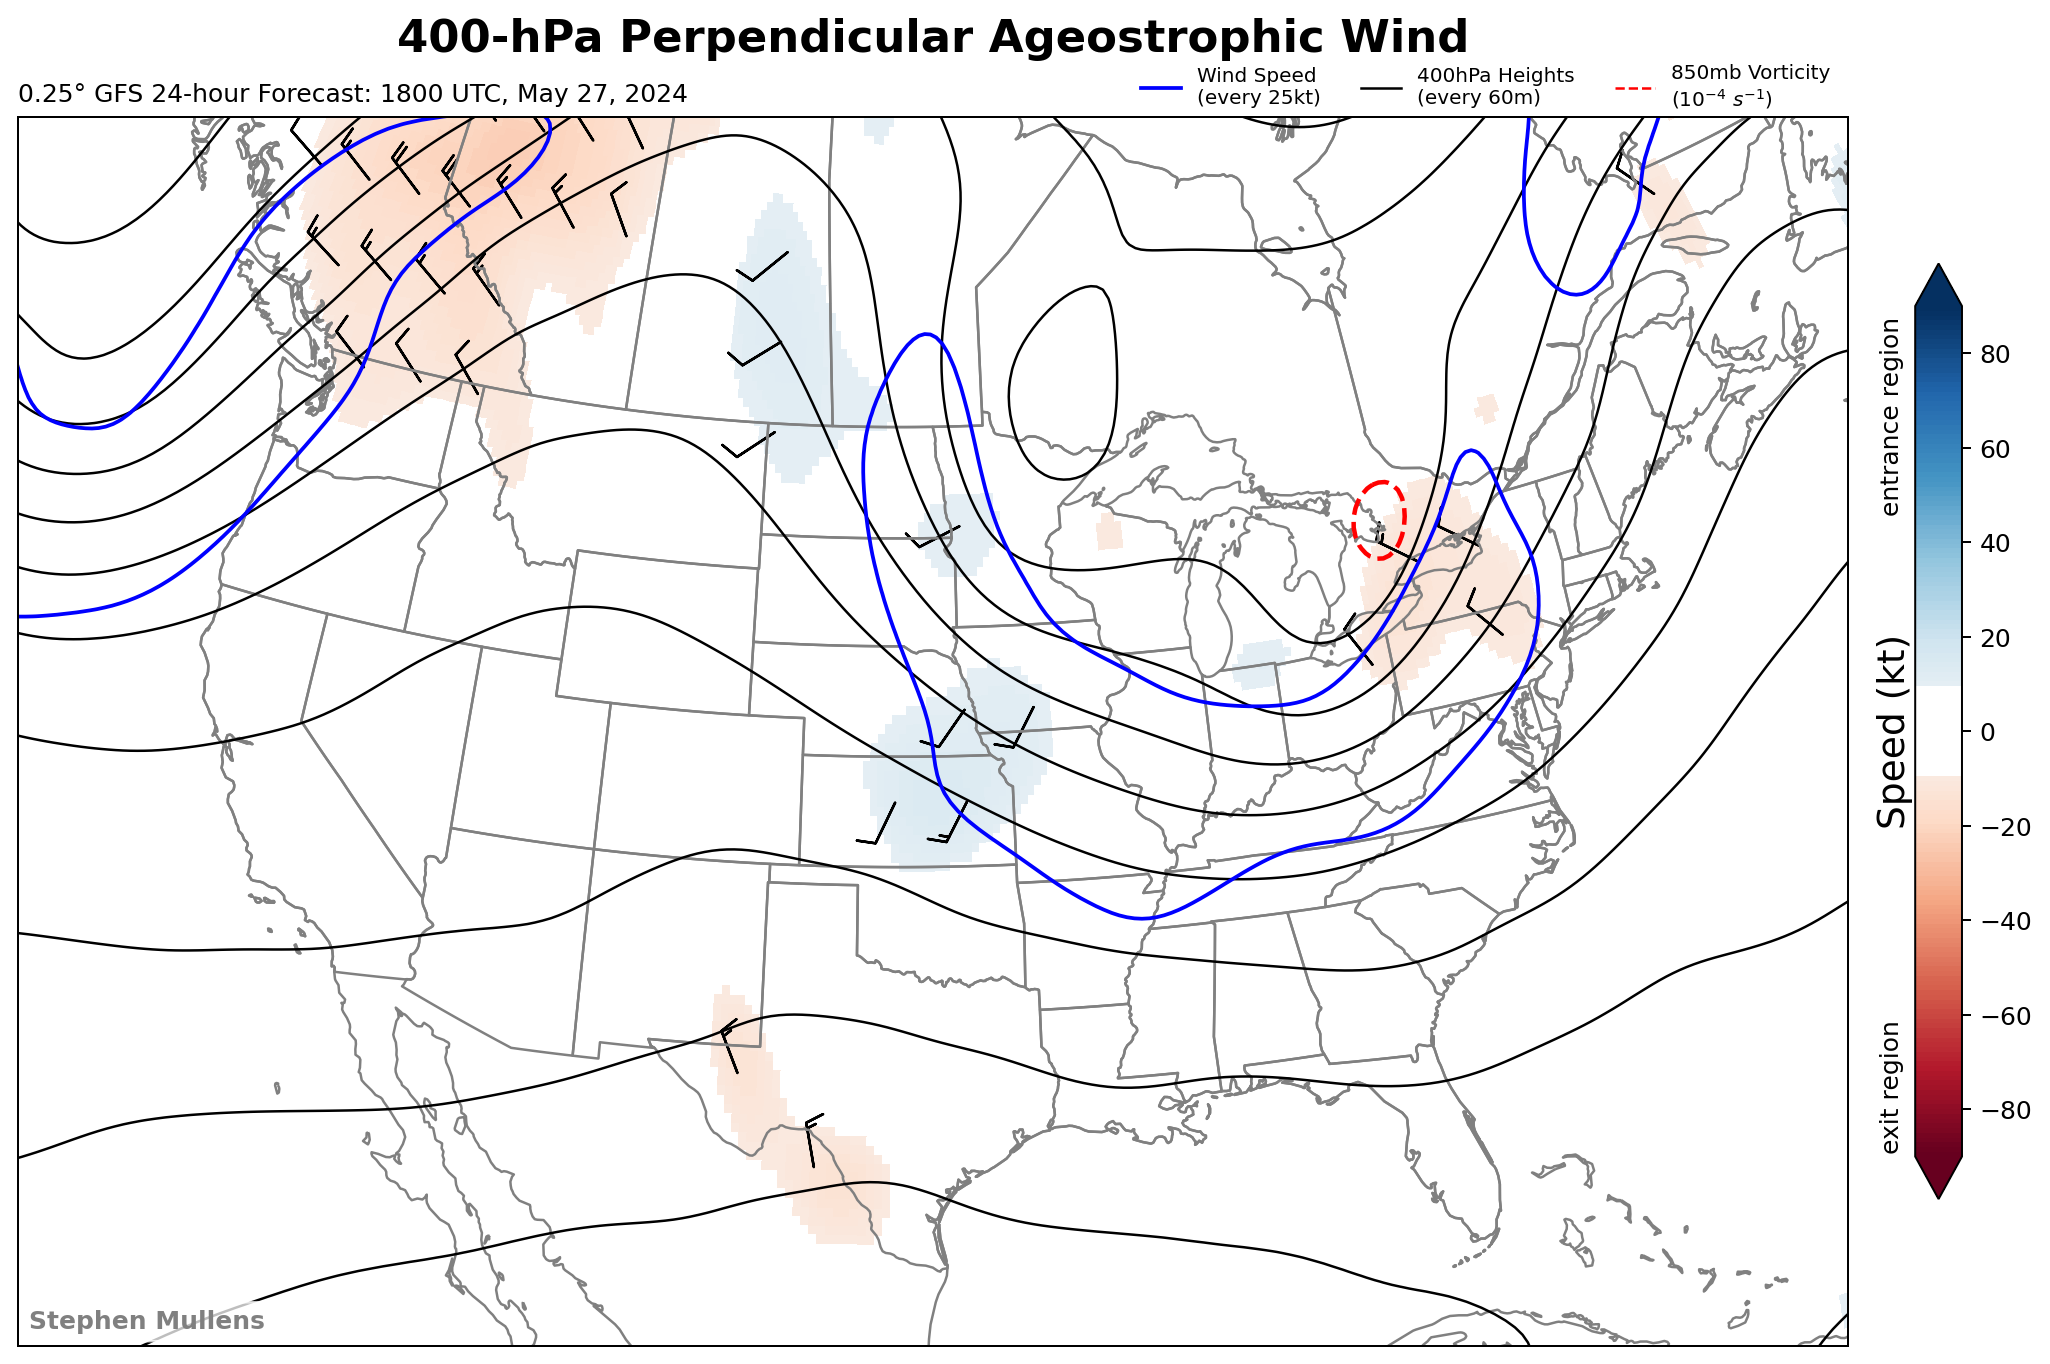 400-hPa Perpendicular Ageostrophic Wind
0.25° GFS 24-hour Forecast: 1800 UTC, May 27, 2024
Wind Speed
(every 25kt)
400hPa Heights
(every 60m)
850mb Vorticity
(10⁻⁴ s⁻¹)
entrance region
Speed (kt)
exit region
80
60
40
20
0
−20
−40
−60
−80
Stephen Mullens